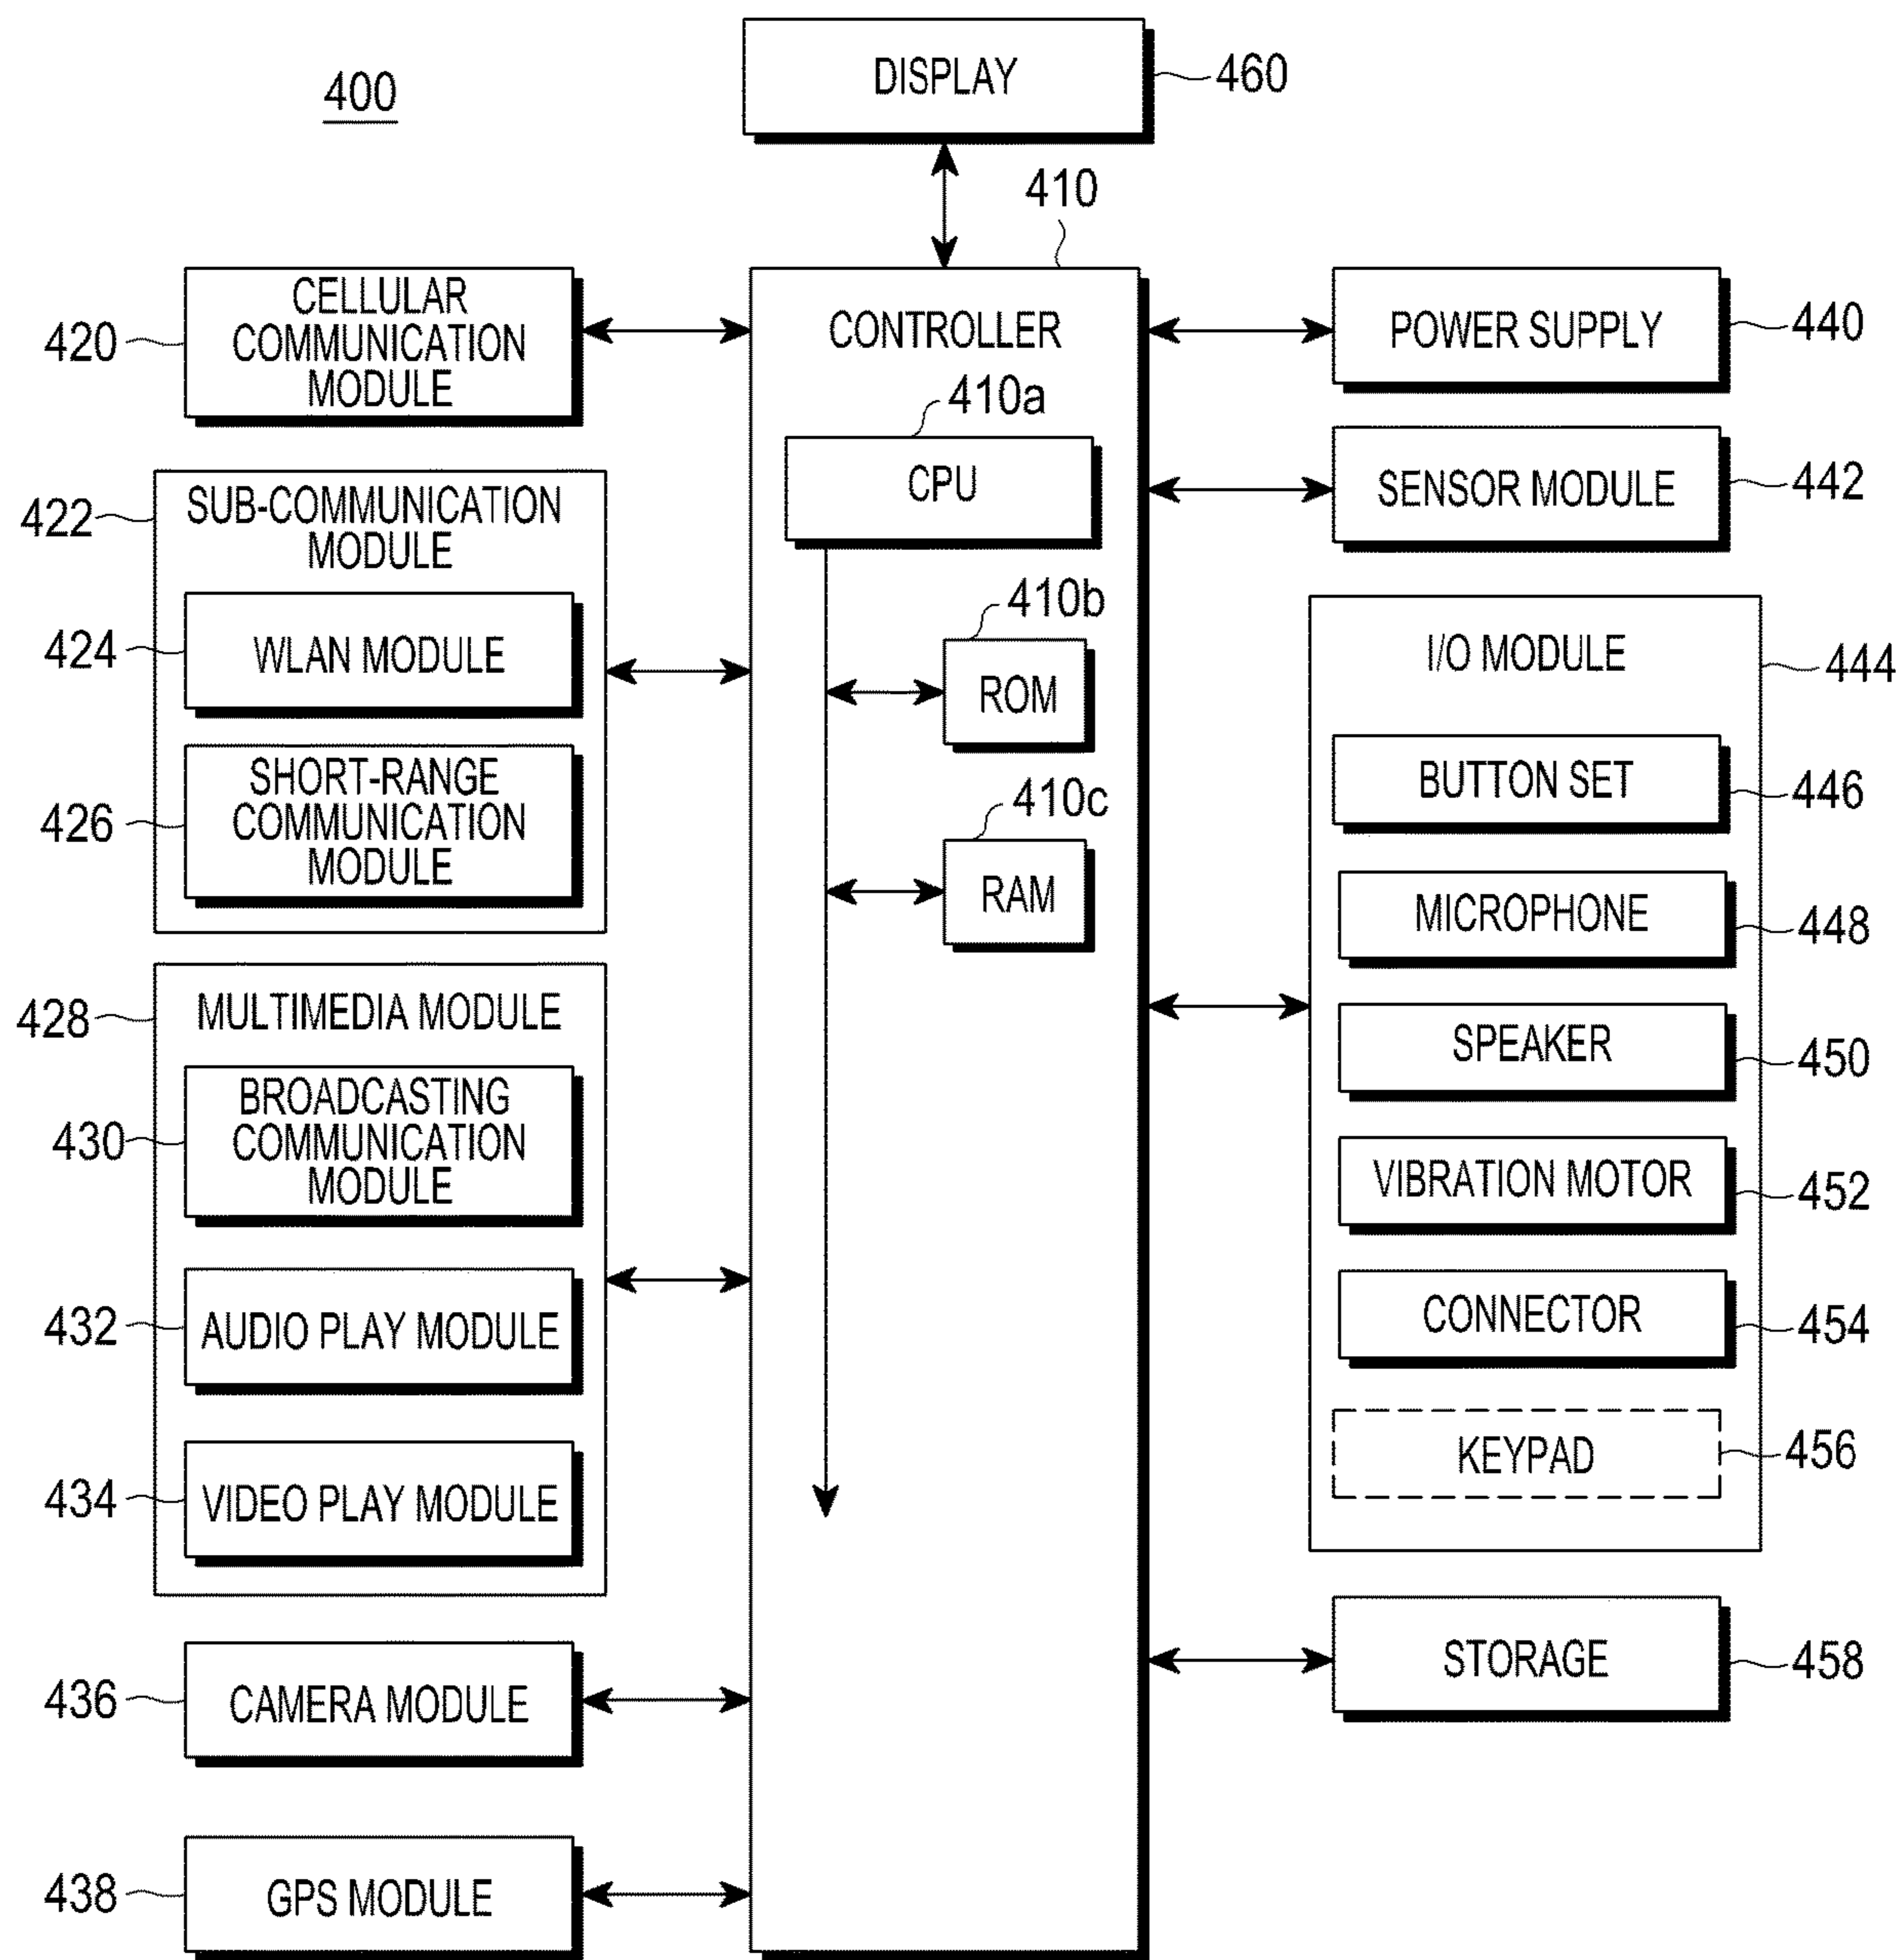 400
DISPLAY
460
410
CONTROLLER
410a
CPU
410b
ROM
410c
RAM
420
CELLULAR
COMMUNICATION
MODULE
422
SUB-COMMUNICATION
MODULE
424
WLAN MODULE
426
SHORT-RANGE
COMMUNICATION
MODULE
428
MULTIMEDIA MODULE
430
BROADCASTING
COMMUNICATION
MODULE
432
AUDIO PLAY MODULE
434
VIDEO PLAY MODULE
436
CAMERA MODULE
438
GPS MODULE
POWER SUPPLY
440
SENSOR MODULE
442
I/O MODULE
444
BUTTON SET
446
MICROPHONE
448
SPEAKER
450
VIBRATION MOTOR
452
CONNECTOR
454
KEYPAD
456
STORAGE
458